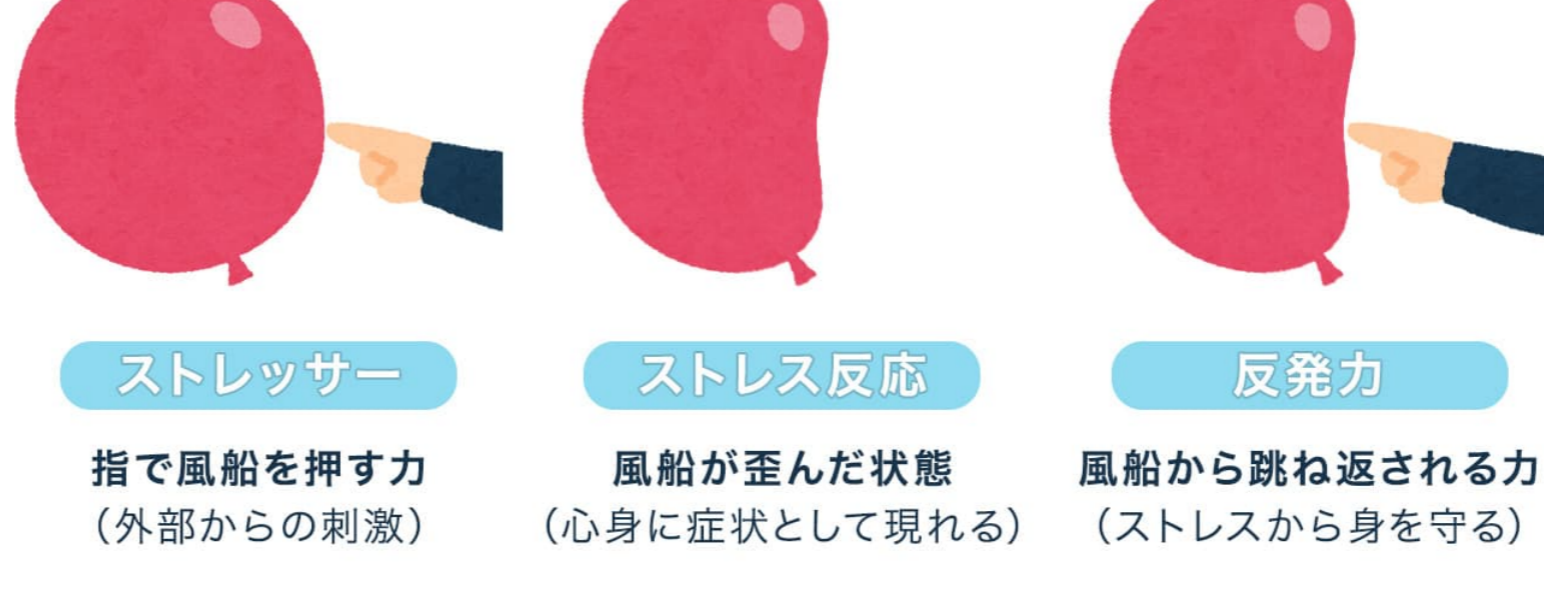 ストレッサー
指で風船を押す力
（外部からの刺激）
ストレス反応
風船が歪んだ状態
（心身に症状として現れる）
反発力
風船から跳ね返される力
（ストレスから身を守る）